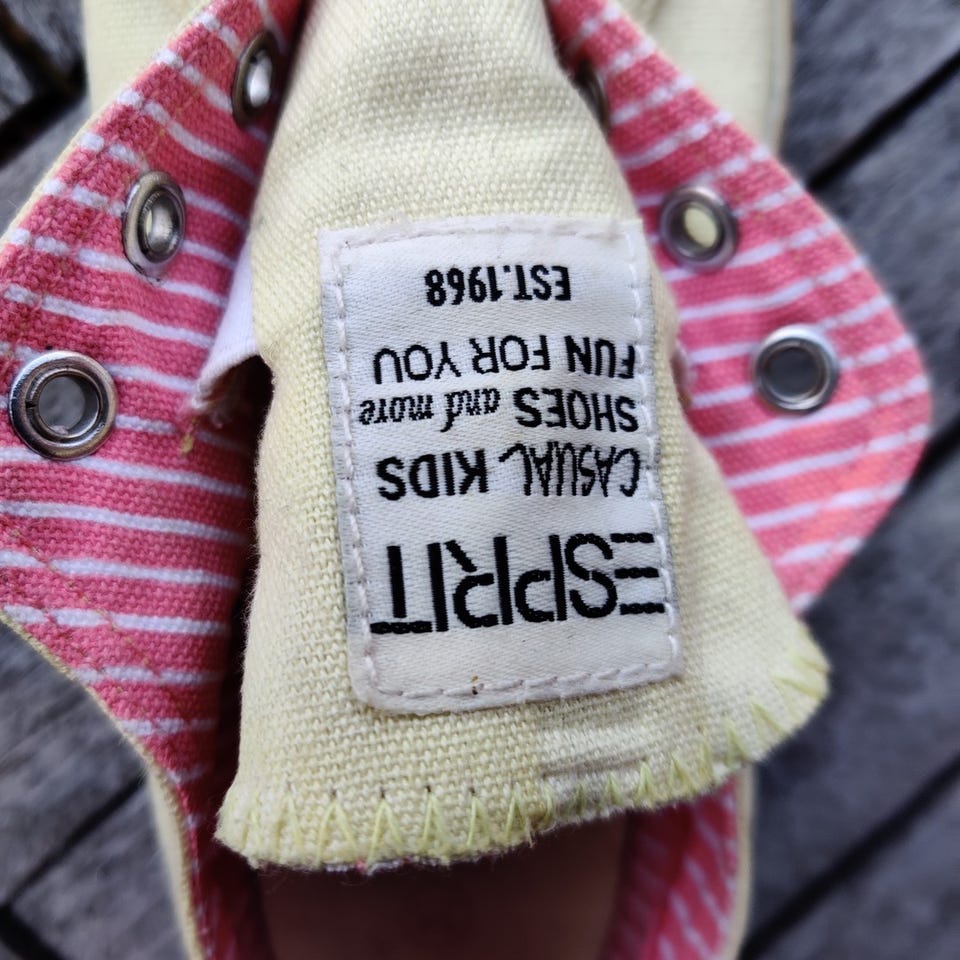 ESPRIT
CASUAL KIDS
SHOES and more
FUN FOR YOU
EST.1968